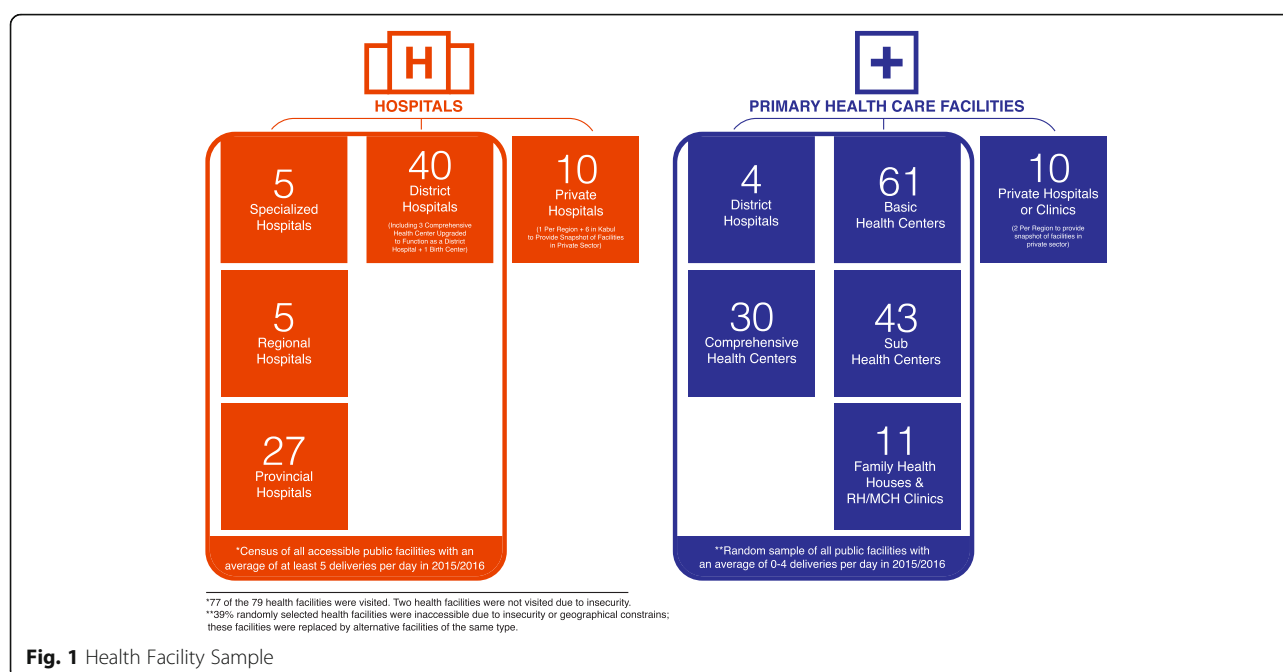 H
HOSPITALS
5
Specialized
Hospitals
40
District
Hospitals
(Including 3 Comprehensive
Health Center Upgraded
to Function as a District
Hospital + 1 Birth Center)
10
Private
Hospitals
(1 Per Region + 6 in Kabul
to Provide Snapshot of Facilities
in Private Sector)
5
Regional
Hospitals
27
Provincial
Hospitals
*Census of all accessible public facilities with an
average of at least 5 deliveries per day in 2015/2016
PRIMARY HEALTH CARE FACILITIES
4
District
Hospitals
61
Basic
Health Centers
10
Private Hospitals
or Clinics
(2 Per Region to provide
snapshot of facilities in
private sector)
30
Comprehensive
Health Centers
43
Sub
Health Centers
11
Family Health
Houses &
RH/MCH Clinics
**Random sample of all public facilities with
an average of 0-4 deliveries per day in 2015/2016
*77 of the 79 health facilities were visited. Two health facilities were not visited due to insecurity.
**39% randomly selected health facilities were inaccessible due to insecurity or geographical constrains;
these facilities were replaced by alternative facilities of the same type.
Fig. 1 Health Facility Sample